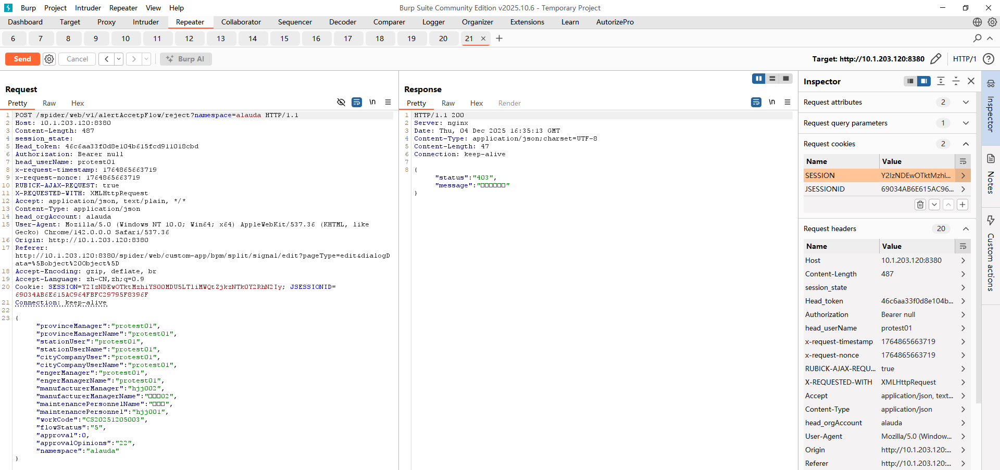 Burp Project Intruder Repeater View Help
Burp Suite Community Edition v2025.10.6 - Temporary Project
Dashboard Target Proxy Intruder Repeater Collaborator Sequencer Decoder Comparer Logger Organizer Extensions Learn AutorizePro
6 7 8 9 10 11 12 13 14 15 16 17 18 19 20 21 × +
Send Cancel < > Burp AI
Target: http://10.1.203.120:8380 HTTP/1 ?
Request
Pretty Raw Hex \n
1 POST /spider/web/v1/alertAccetpFlow/reject?namespace=alauda HTTP/1.1
2 Host: 10.1.203.120:8380
3 Content-Length: 487
4 session_state:
5 Head_token: 46c6aa33f0d8e104b615fcd911018cbd
6 Authorization: Bearer null
7 head_userName: protest01
8 x-request-timestamp: 1764865663719
9 x-request-nonce: 1764865663719
10 RUBICK-AJAX-REQUEST: true
11 X-REQUESTED-WITH: XMLHttpRequest
12 Accept: application/json, text/plain, */*
13 Content-Type: application/json
14 head_orgAccount: alauda
15 User-Agent: Mozilla/5.0 (Windows NT 10.0; Win64; x64) AppleWebKit/537.36 (KHTML, like
Gecko) Chrome/142.0.0.0 Safari/537.36
16 Origin: http://10.1.203.120:8380
17 Referer:
http://10.1.203.120:8380/spider/web/custom-app/bpm/split/signal/edit?pageType=edit&dialogD
ata=%5Bobject%20Object%5D
18 Accept-Encoding: gzip, deflate, br
19 Accept-Language: zh-CN,zh;q=0.9
20 Cookie: SESSION=Y2IzNDEwOTktMzhiYS00MDU5LTliMWQtZjkzNTk0Y2RhN2Iy; JSESSIONID=
69034AB6E615AC964FBFC29795F8396F
21 Connection: keep-alive
22
23 {
"provinceManager":"protest01",
"provinceManagerName":"protest01",
"stationUser":"protest01",
"stationUserName":"protest01",
"cityCompanyUser":"protest01",
"cityCompanyUserName":"protest01",
"engerManager":"protest01",
"engerManagerName":"protest01",
"manufacturerManager":"hjj002",
"manufacturerManagerName":"□□□02",
"maintenancePersonnelName":"□□□",
"maintenancePersonnel":"hjj001",
"workCode":"CS20251205003",
"flowStatus":"5",
"approval":0,
"approvalOpinions":"22",
"namespace":"alauda"
}
Response
Pretty Raw Hex Render \n
1 HTTP/1.1 200
2 Server: nginx
3 Date: Thu, 04 Dec 2025 16:35:13 GMT
4 Content-Type: application/json;charset=UTF-8
5 Content-Length: 47
6 Connection: keep-alive
7
8 {
"status":"403",
"message":"□□□□□□"
}
Inspector
Request attributes 2
Request query parameters 1
Request cookies 2
Name Value
SESSION Y2IzNDEwOTktMzhi...
JSESSIONID 69034AB6E615AC96...
Request headers 20
Name Value
Host 10.1.203.120:8380
Content-Length 487
session_state
Head_token 46c6aa33f0d8e104b...
Authorization Bearer null
head_userName protest01
x-request-timestamp 1764865663719
x-request-nonce 1764865663719
RUBICK-AJAX-REQU... true
X-REQUESTED-WITH XMLHttpRequest
Accept application/json, text...
Content-Type application/json
head_orgAccount alauda
User-Agent Mozilla/5.0 (Window...
Origin http://10.1.203.120:...
Referer http://10.1.203.120:...
Inspector
Notes
Custom actions